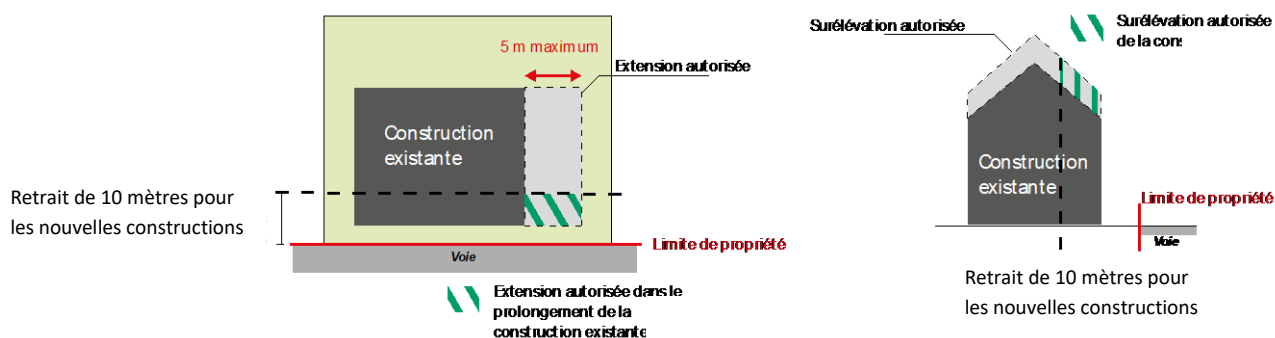 5 m maximum
Extension autorisée
Construction
existante
Retrait de 10 mètres pour
les nouvelles constructions
Limite de propriété
Voie
Extension autorisée dans le
prolongement de la
construction existante
Surélévation autorisée
Surélévation autorisée
de la cons
Construction
existante
Limite de propriété
Voie
Retrait de 10 mètres pour
les nouvelles constructions